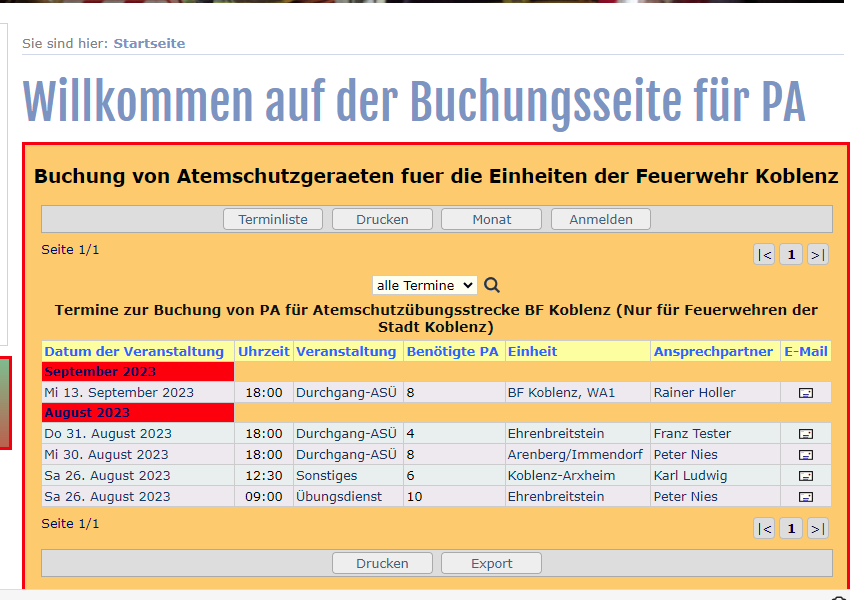 Sie sind hier: Startseite
Willkommen auf der Buchungsseite für PA
Buchung von Atemschutzgeraeten fuer die Einheiten der Feuerwehr Koblenz
Terminliste Drucken Monat Anmelden
Seite 1/1 |< 1 >|
alle Termine
Termine zur Buchung von PA für Atemschutzübungsstrecke BF Koblenz (Nur für Feuerwehren der
Stadt Koblenz)
Datum der Veranstaltung Uhrzeit Veranstaltung Benötigte PA Einheit Ansprechpartner E-Mail
September 2023
Mi 13. September 2023 18:00 Durchgang-ASÜ 8 BF Koblenz, WA1 Rainer Holler
August 2023
Do 31. August 2023 18:00 Durchgang-ASÜ 4 Ehrenbreitstein Franz Tester
Mi 30. August 2023 18:00 Durchgang-ASÜ 8 Arenberg/Immendorf Peter Nies
Sa 26. August 2023 12:30 Sonstiges 6 Koblenz-Arxheim Karl Ludwig
Sa 26. August 2023 09:00 Übungsdienst 10 Ehrenbreitstein Peter Nies
Seite 1/1 |< 1 >|
Drucken Export